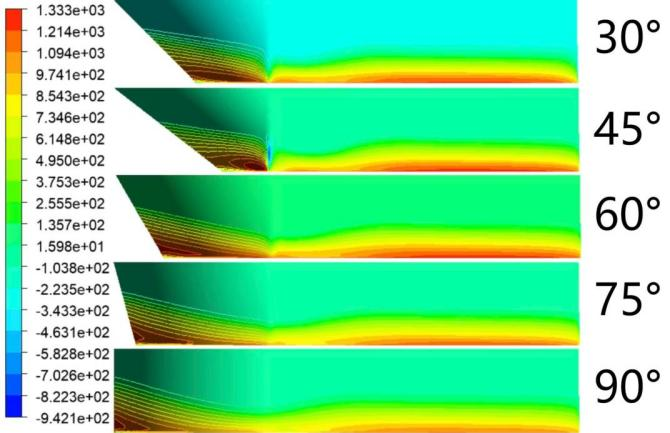 1.333e+03
1.214e+03
1.094e+03
9.741e+02
8.543e+02
7.346e+02
6.148e+02
4.950e+02
3.753e+02
2.555e+02
1.357e+02
1.598e+01
-1.038e+02
-2.235e+02
-3.433e+02
-4.631e+02
-5.828e+02
-7.026e+02
-8.223e+02
-9.421e+02
30°
45°
60°
75°
90°